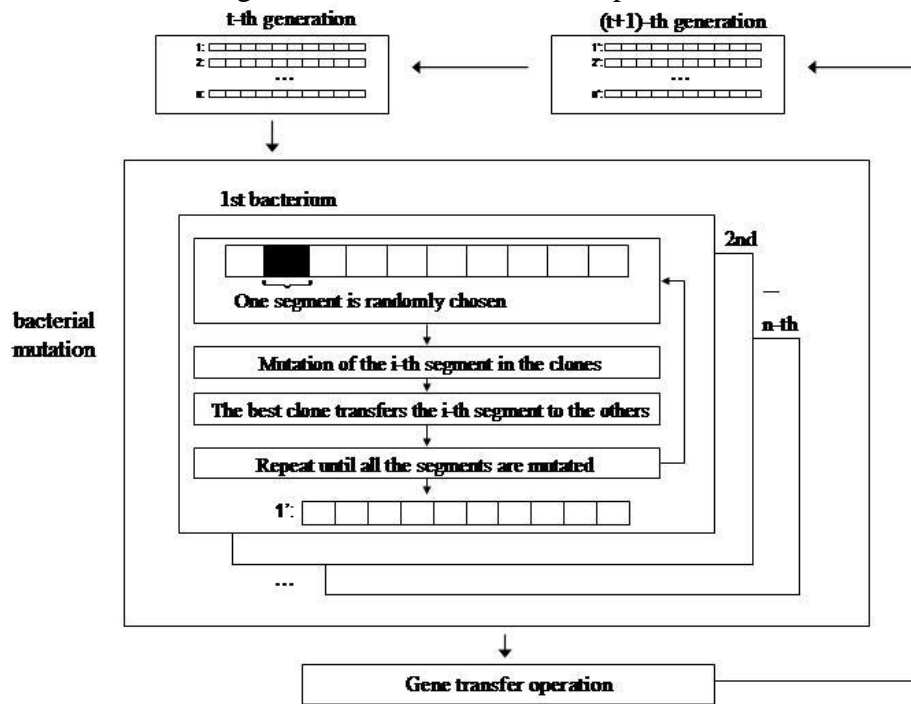 t-th generation
(t+1)-th generation
1:
2:
...
n:
1':
2':
...
n':
1st bacterium
2nd
...
n-th
bacterial
mutation
One segment is randomly chosen
Mutation of the i-th segment in the clones
The best clone transfers the i-th segment to the others
Repeat until all the segments are mutated
1':
...
Gene transfer operation